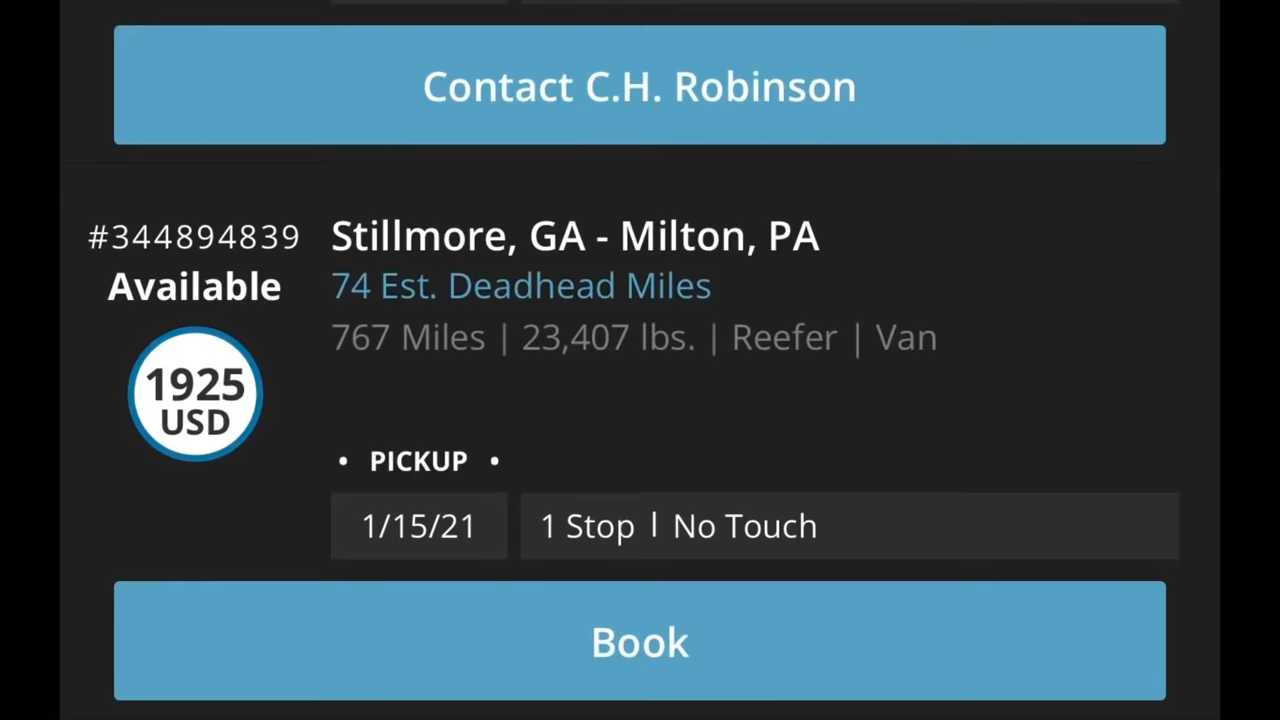 Contact C.H. Robinson
#344894839
Available
1925
USD
Stillmore, GA - Milton, PA
74 Est. Deadhead Miles
767 Miles | 23,407 lbs. | Reefer | Van
• PICKUP •
1/15/21
1 Stop | No Touch
Book